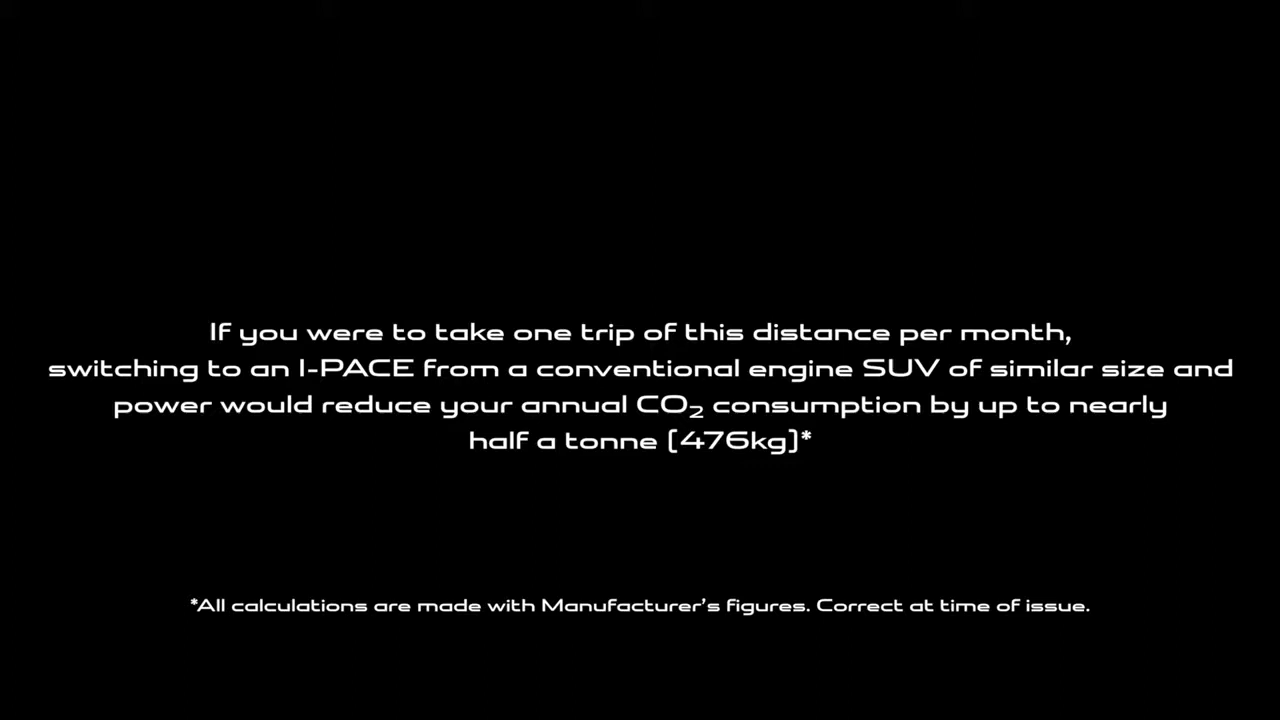 If you were to take one trip of this distance per month,
switching to an I-PACE from a conventional engine SUV of similar size and
power would reduce your annual CO₂ consumption by up to nearly
half a tonne (476kg)*
*All calculations are made with Manufacturer's figures. Correct at time of issue.